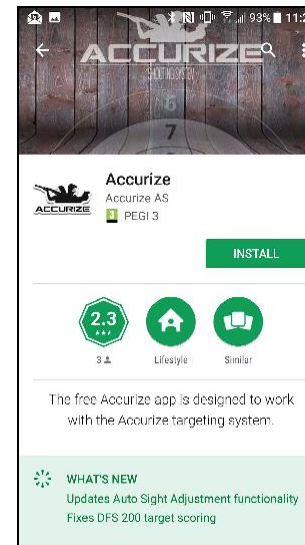 93% 11:2
ACCURIZE
SHOOTING SYSTEM
6
7
Accurize
ACCURIZE
Accurize AS
3 PEGI 3
INSTALL
2.3
3
Lifestyle
Similar
The free Accurize app is designed to work
with the Accurize targeting system.
WHAT'S NEW
Updates Auto Sight Adjustment functionality
Fixes DFS 200 target scoring